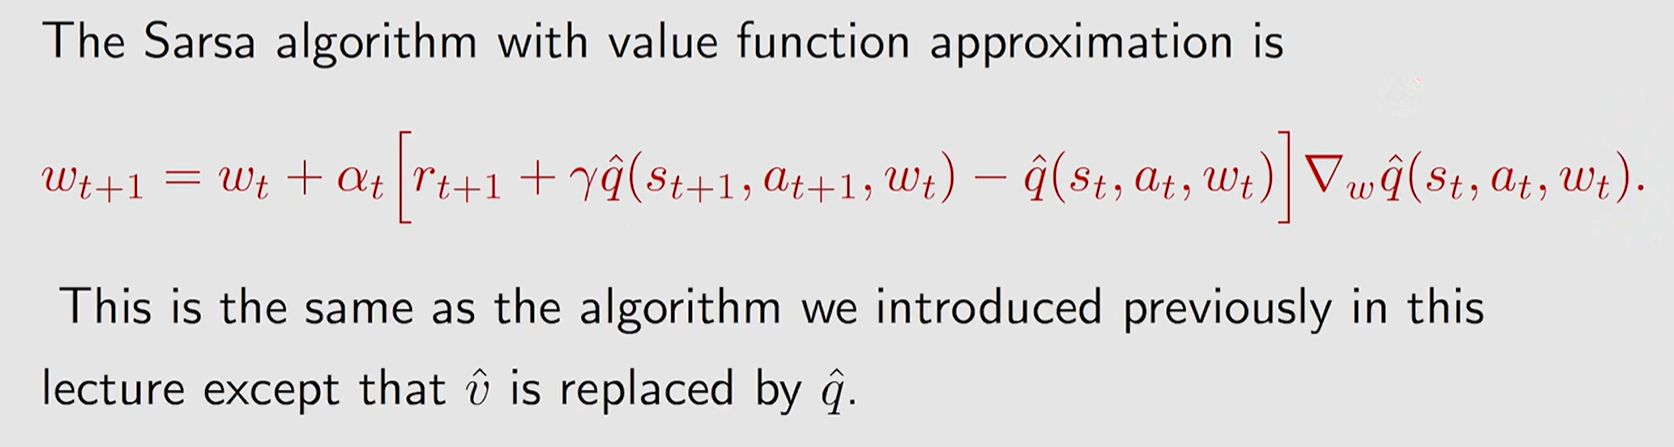 The Sarsa algorithm with value function approximation is
$w_{t+1} = w_t + \alpha_t \Big[ r_{t+1} + \gamma \hat{q}(s_{t+1}, a_{t+1}, w_t) - \hat{q}(s_t, a_t, w_t) \Big] \nabla_w \hat{q}(s_t, a_t, w_t).$
This is the same as the algorithm we introduced previously in this
lecture except that $\hat{v}$ is replaced by $\hat{q}$.